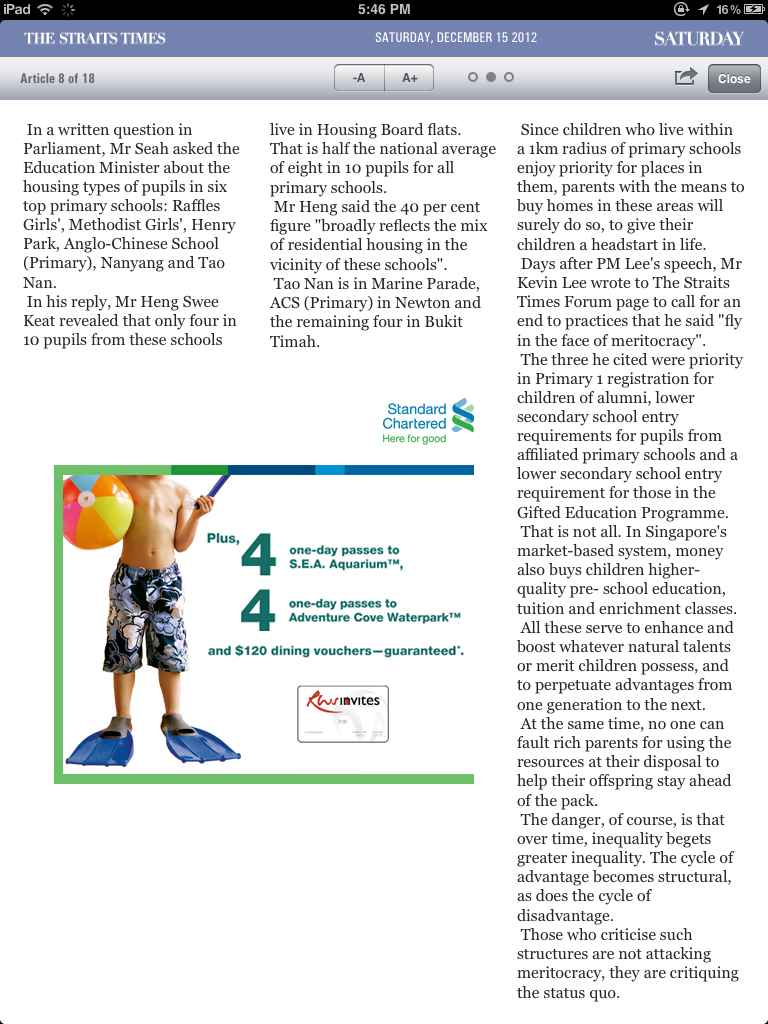 iPad
5:46 PM
16%
THE STRAITS TIMES
SATURDAY, DECEMBER 15 2012
SATURDAY
Article 8 of 18
-A
A+
Close
In a written question in
Parliament, Mr Seah asked the
Education Minister about the
housing types of pupils in six
top primary schools: Raffles
Girls', Methodist Girls', Henry
Park, Anglo-Chinese School
(Primary), Nanyang and Tao
Nan.
In his reply, Mr Heng Swee
Keat revealed that only four in
10 pupils from these schools
live in Housing Board flats.
That is half the national average
of eight in 10 pupils for all
primary schools.
Mr Heng said the 40 per cent
figure "broadly reflects the mix
of residential housing in the
vicinity of these schools".
Tao Nan is in Marine Parade,
ACS (Primary) in Newton and
the remaining four in Bukit
Timah.
Since children who live within
a 1km radius of primary schools
enjoy priority for places in
them, parents with the means to
buy homes in these areas will
surely do so, to give their
children a headstart in life.
Days after PM Lee's speech, Mr
Kevin Lee wrote to The Straits
Times Forum page to call for an
end to practices that he said "fly
in the face of meritocracy".
The three he cited were priority
in Primary 1 registration for
children of alumni, lower
secondary school entry
requirements for pupils from
affiliated primary schools and a
lower secondary school entry
requirement for those in the
Gifted Education Programme.
That is not all. In Singapore's
market-based system, money
also buys children higher-
quality pre- school education,
tuition and enrichment classes.
All these serve to enhance and
boost whatever natural talents
or merit children possess, and
to perpetuate advantages from
one generation to the next.
At the same time, no one can
fault rich parents for using the
resources at their disposal to
help their offspring stay ahead
of the pack.
The danger, of course, is that
over time, inequality begets
greater inequality. The cycle of
advantage becomes structural,
as does the cycle of
disadvantage.
Those who criticise such
structures are not attacking
meritocracy, they are critiquing
the status quo.
Standard
Chartered
Here for good
Plus, 4 one-day passes to
S.E.A. Aquarium™,
4 one-day passes to
Adventure Cove Waterpark™
and $120 dining vouchers—guaranteed*.
RWS invites